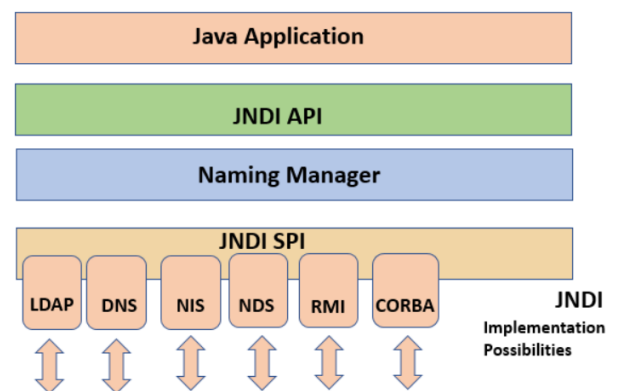 Java Application
JNDI API
Naming Manager
JNDI SPI
LDAP DNS NIS NDS RMI CORBA
JNDI
Implementation
Possibilities